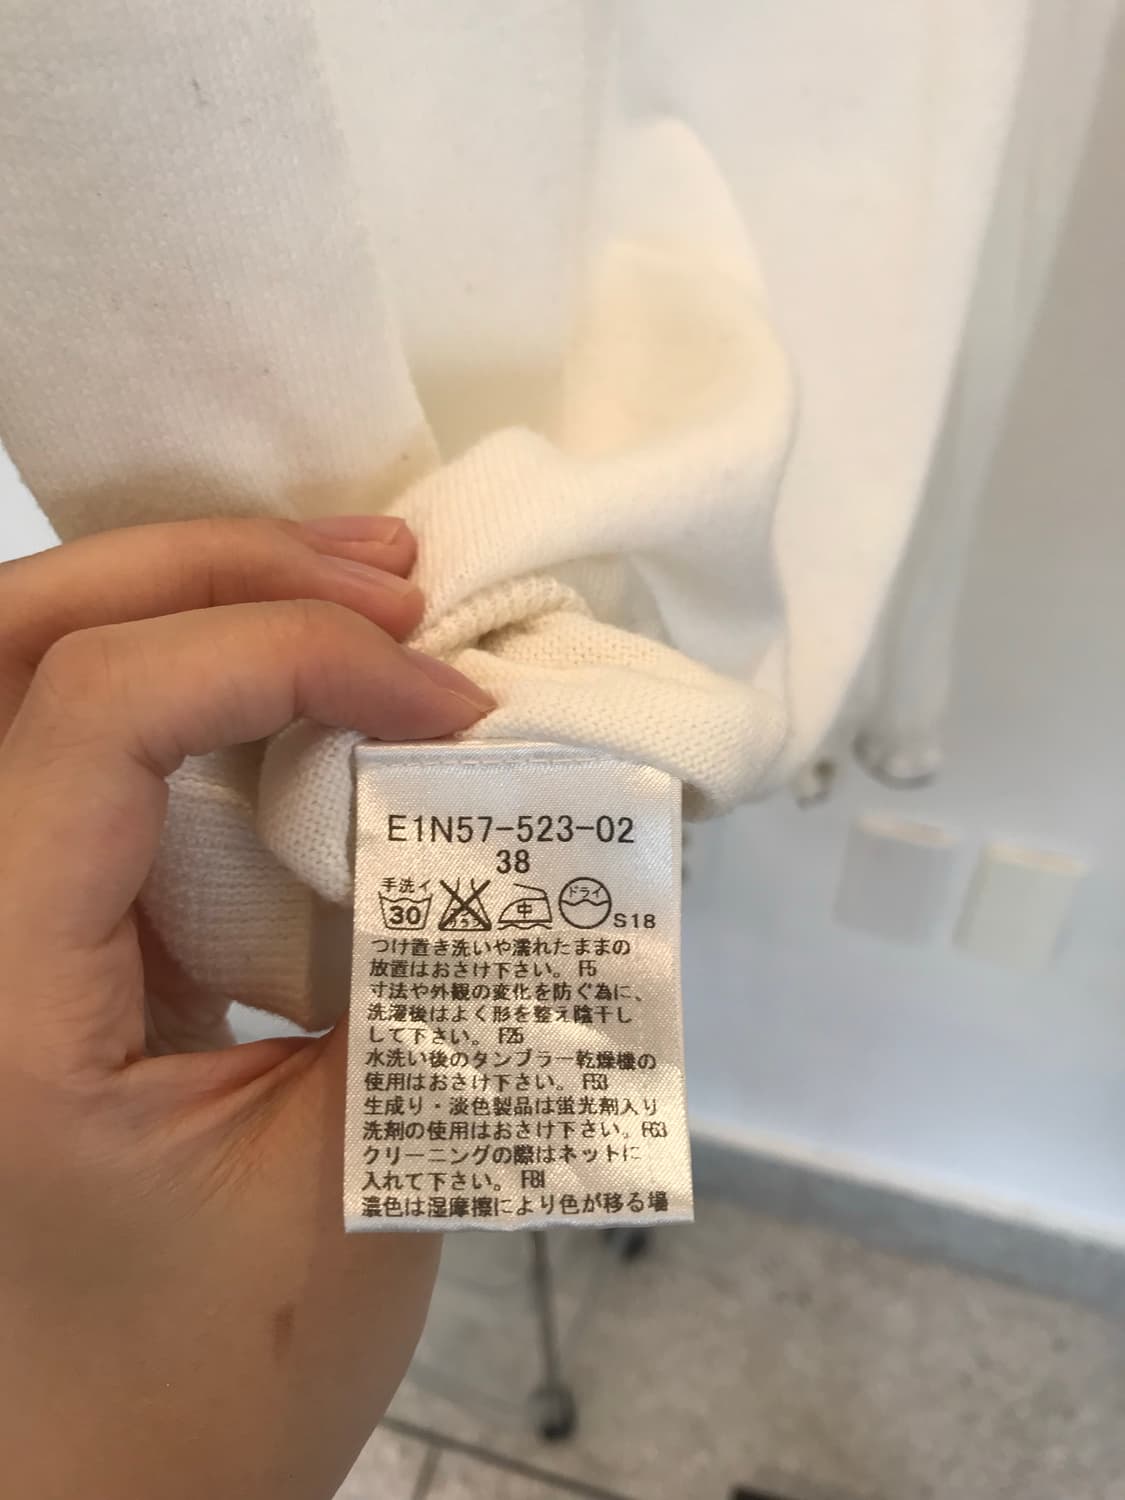 E1N57-523-02
38
手洗イ
30
エンソサラシ
中
ドライ
S18
つけ置き洗いや濡れたままの
放置はおさけ下さい。 F5
寸法や外観の変化を防ぐ為に、
洗濯後はよく形を整え陰干し
して下さい。 F25
水洗い後のタンブラー乾燥機の
使用はおさけ下さい。 F53
生成り・淡色製品は蛍光剤入り
洗剤の使用はおさけ下さい。 F63
クリーニングの際はネットに
入れて下さい。 F81
濃色は湿摩擦により色が移る場